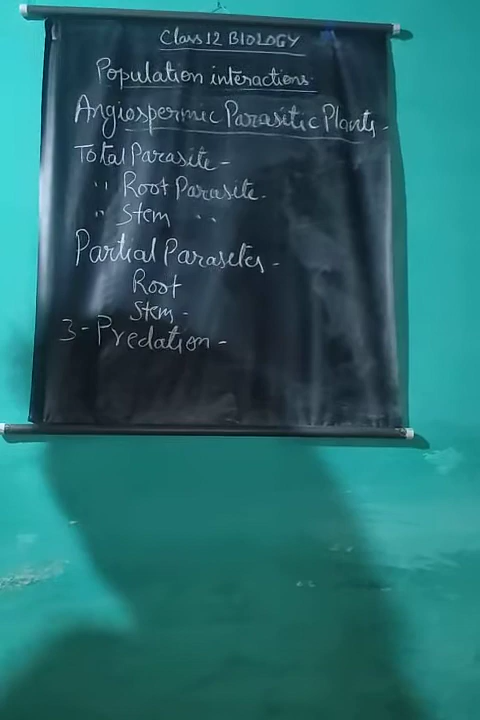 Class 12 BIOLOGY
Population interactions
Angiospermic Parasitic Plants -
Total Parasite -
" Root Parasite -
" Stem " 
Partial Parasites -
Root
Stem -
3 - Predation -